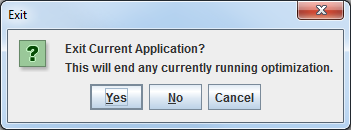 Exit
Exit Current Application?
This will end any currently running optimization.
Yes No Cancel